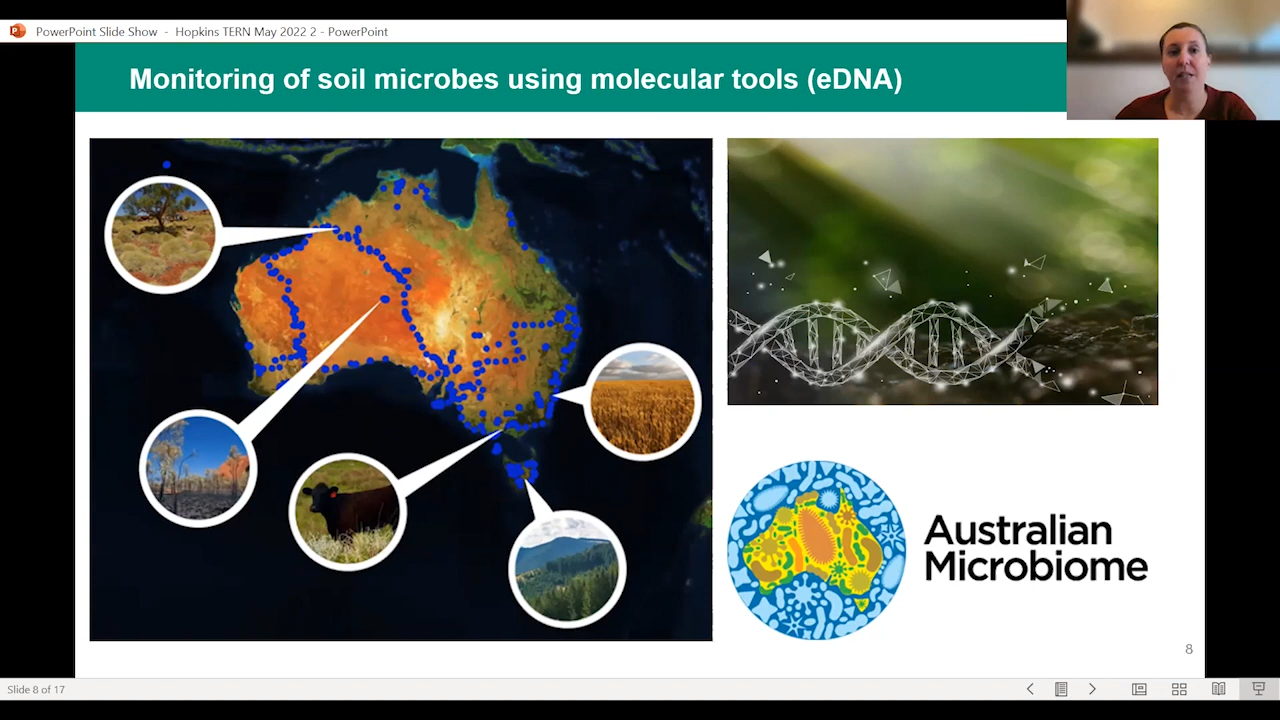 PowerPoint Slide Show - Hopkins TERN May 2022 2 - PowerPoint
Monitoring of soil microbes using molecular tools (eDNA)
Australian
Microbiome
8
Slide 8 of 17